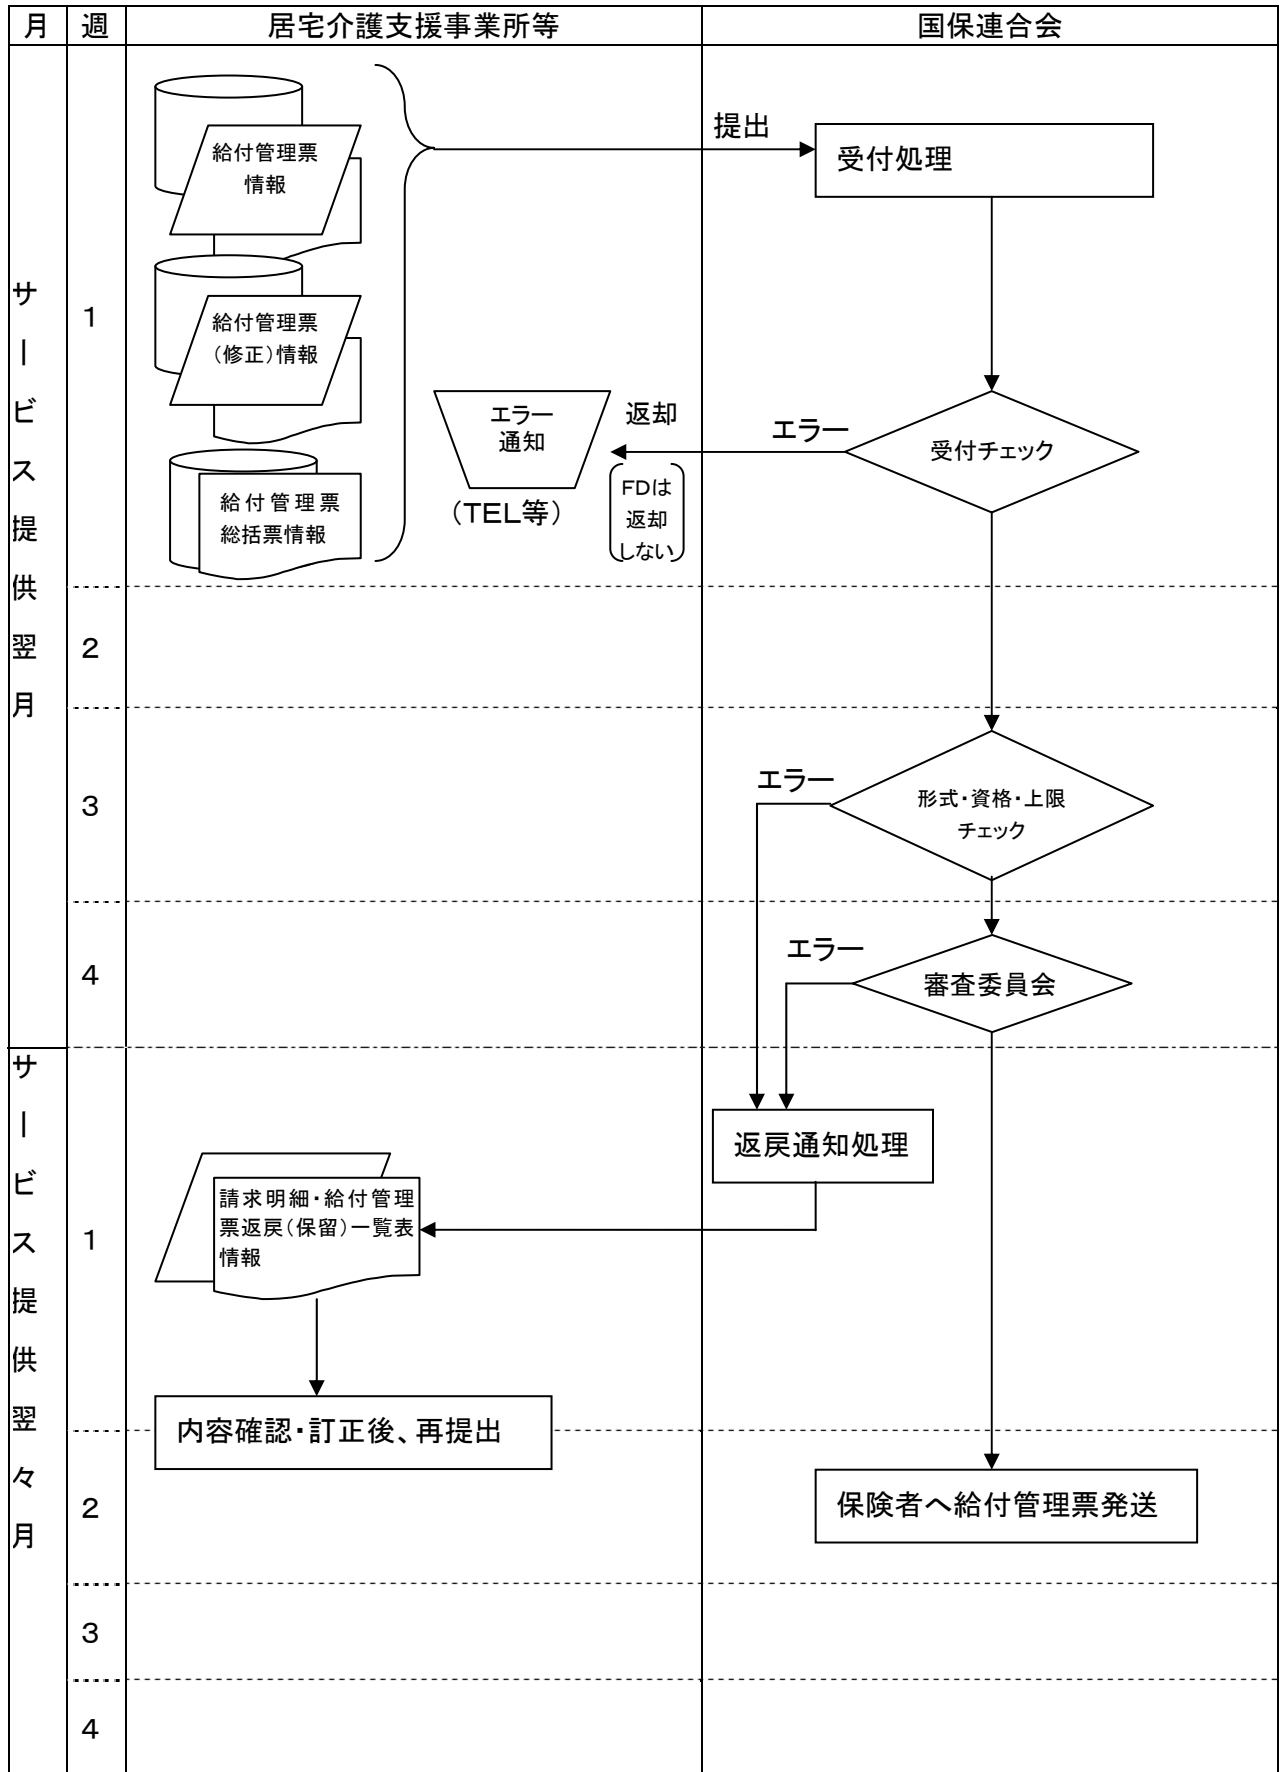 月 週 居宅介護支援事業所等 国保連合会
サービス提供翌月
1
給付管理票
情報
給付管理票
（修正）情報
給付管理票
総括票情報
提出
受付処理
エラー
通知
（TEL等）
返却
FDは
返却
しない
エラー
受付チェック
2
3
エラー
形式・資格・上限
チェック
4
エラー
審査委員会
サービス提供翌々月
1
返戻通知処理
請求明細・給付管理
票返戻（保留）一覧表
情報
内容確認・訂正後、再提出
2
保険者へ給付管理票発送
3
4